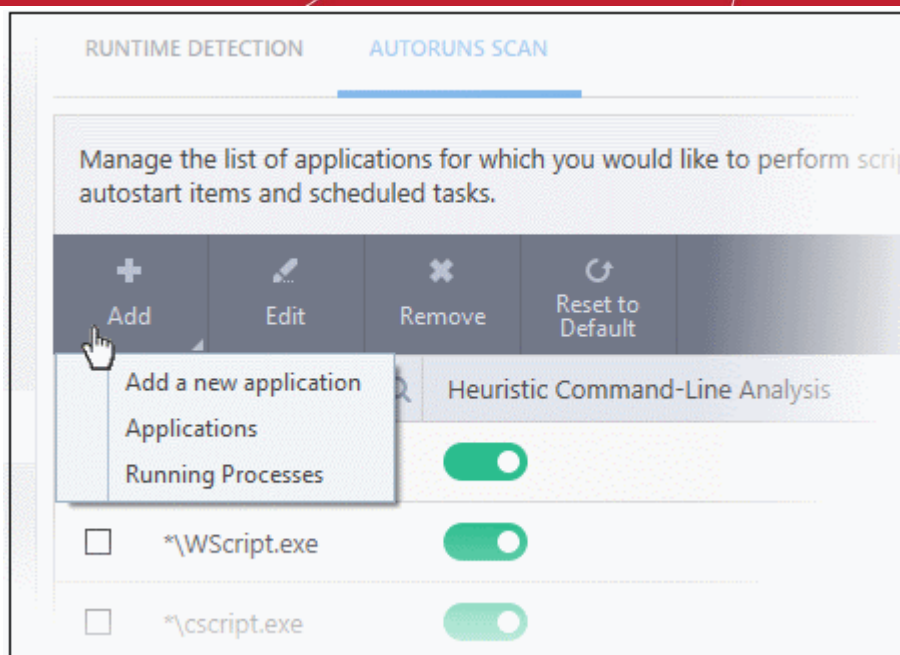 RUNTIME DETECTION AUTORUNS SCAN
Manage the list of applications for which you would like to perform
autostart items and scheduled tasks.
Add Edit Remove Reset to Default
Add a new application
Applications
Running Processes
Heuristic Command-Line Analysis
*\WScript.exe
*\cscript.exe